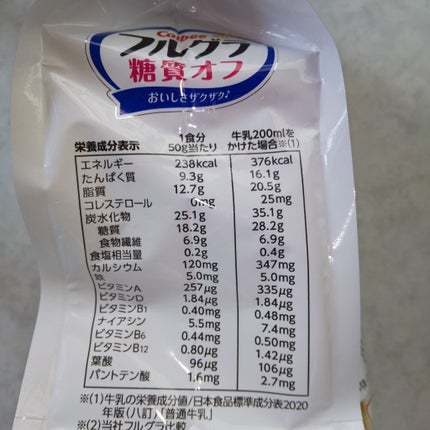 Calbee
フルグラ
糖質オフ
おいしさザクザク♪
栄養成分表示 1食分 50g当たり 牛乳200mlを かけた場合※(1)
エネルギー 238kcal 376kcal
たんぱく質 9.3g 16.1g
脂質 12.7g 20.5g
コレステロール 0mg 25mg
炭水化物 25.1g 35.1g
糖質 18.2g 28.2g
食物繊維 6.9g 6.9g
食塩相当量 0.2g 0.4g
カルシウム 120mg 347mg
鉄 5.0mg 5.0mg
ビタミンA 257μg 335μg
ビタミンD 1.84μg 1.84μg
ビタミンB1 0.40mg 0.48mg
ナイアシン 5.5mg 7.4mg
ビタミンB6 0.44mg 0.50mg
ビタミンB12 0.80μg 1.42μg
葉酸 96μg 106μg
パントテン酸 1.6mg 2.7mg
※(1)牛乳の栄養成分値/日本食品標準成分表2020
年版(八訂)「普通牛乳」
※(2)当社フルグラ比較